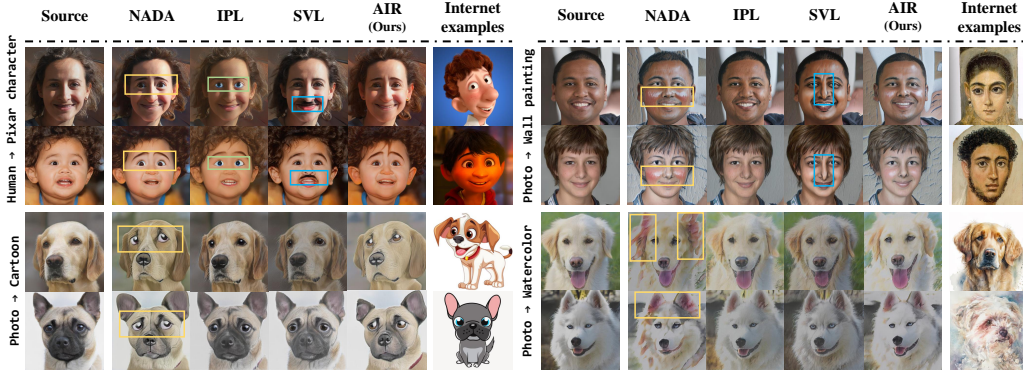 Source NADA IPL SVL AIR (Ours) Internet examples
Human → Pixar character
Photo → Cartoon
Source NADA IPL SVL AIR (Ours) Internet examples
Photo → Wall painting
Photo → Watercolor